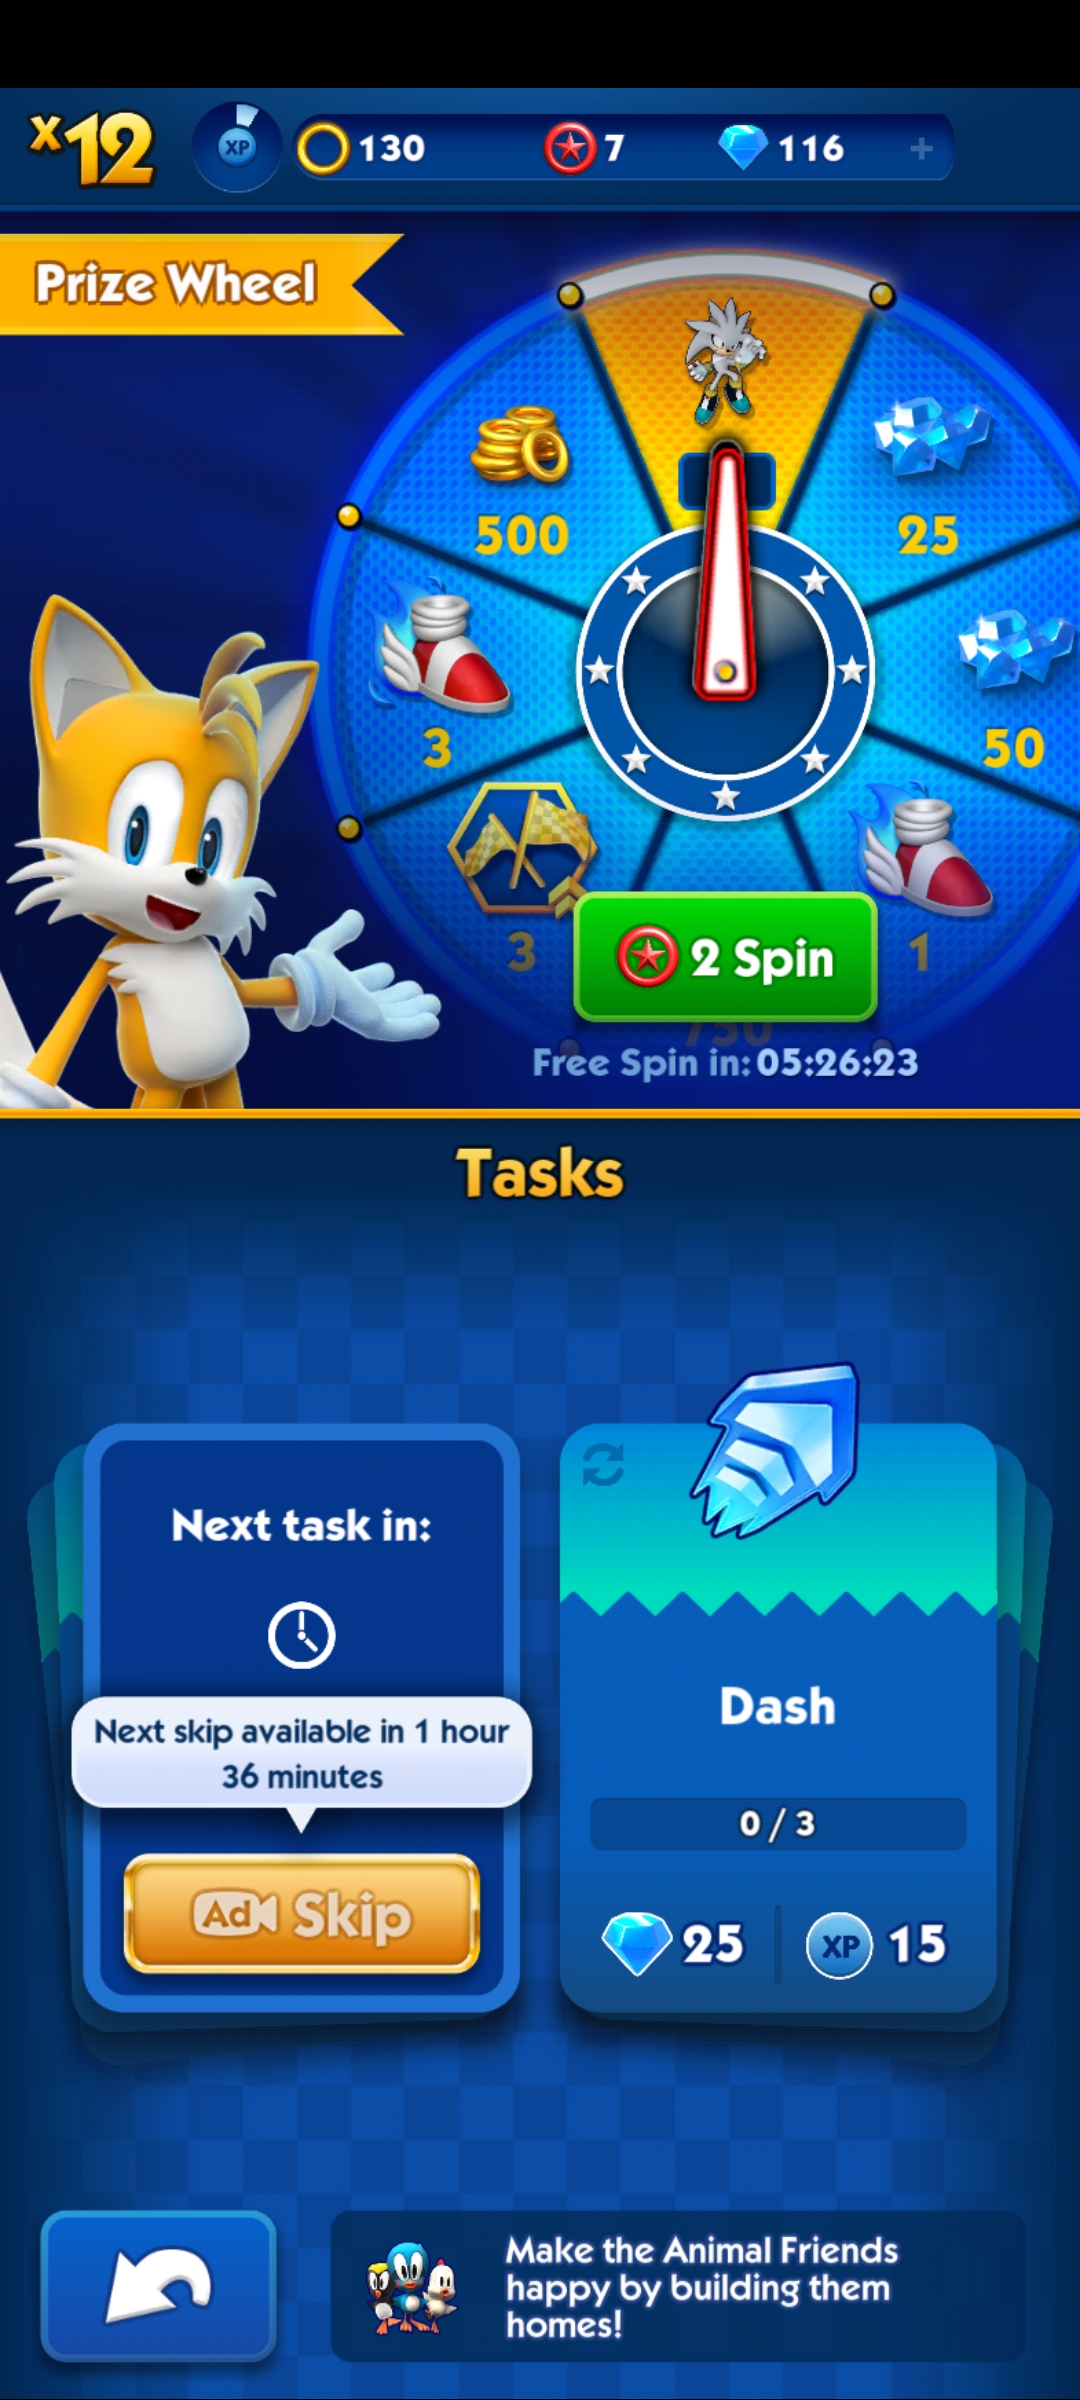 x12
XP
130
7
116
+
Prize Wheel
500
25
3
50
3
1
2 Spin
750
Free Spin in: 05:26:23
Tasks
Next task in:
Next skip available in 1 hour
36 minutes
Ad Skip
Dash
0 / 3
25
XP 15
Make the Animal Friends
happy by building them
homes!